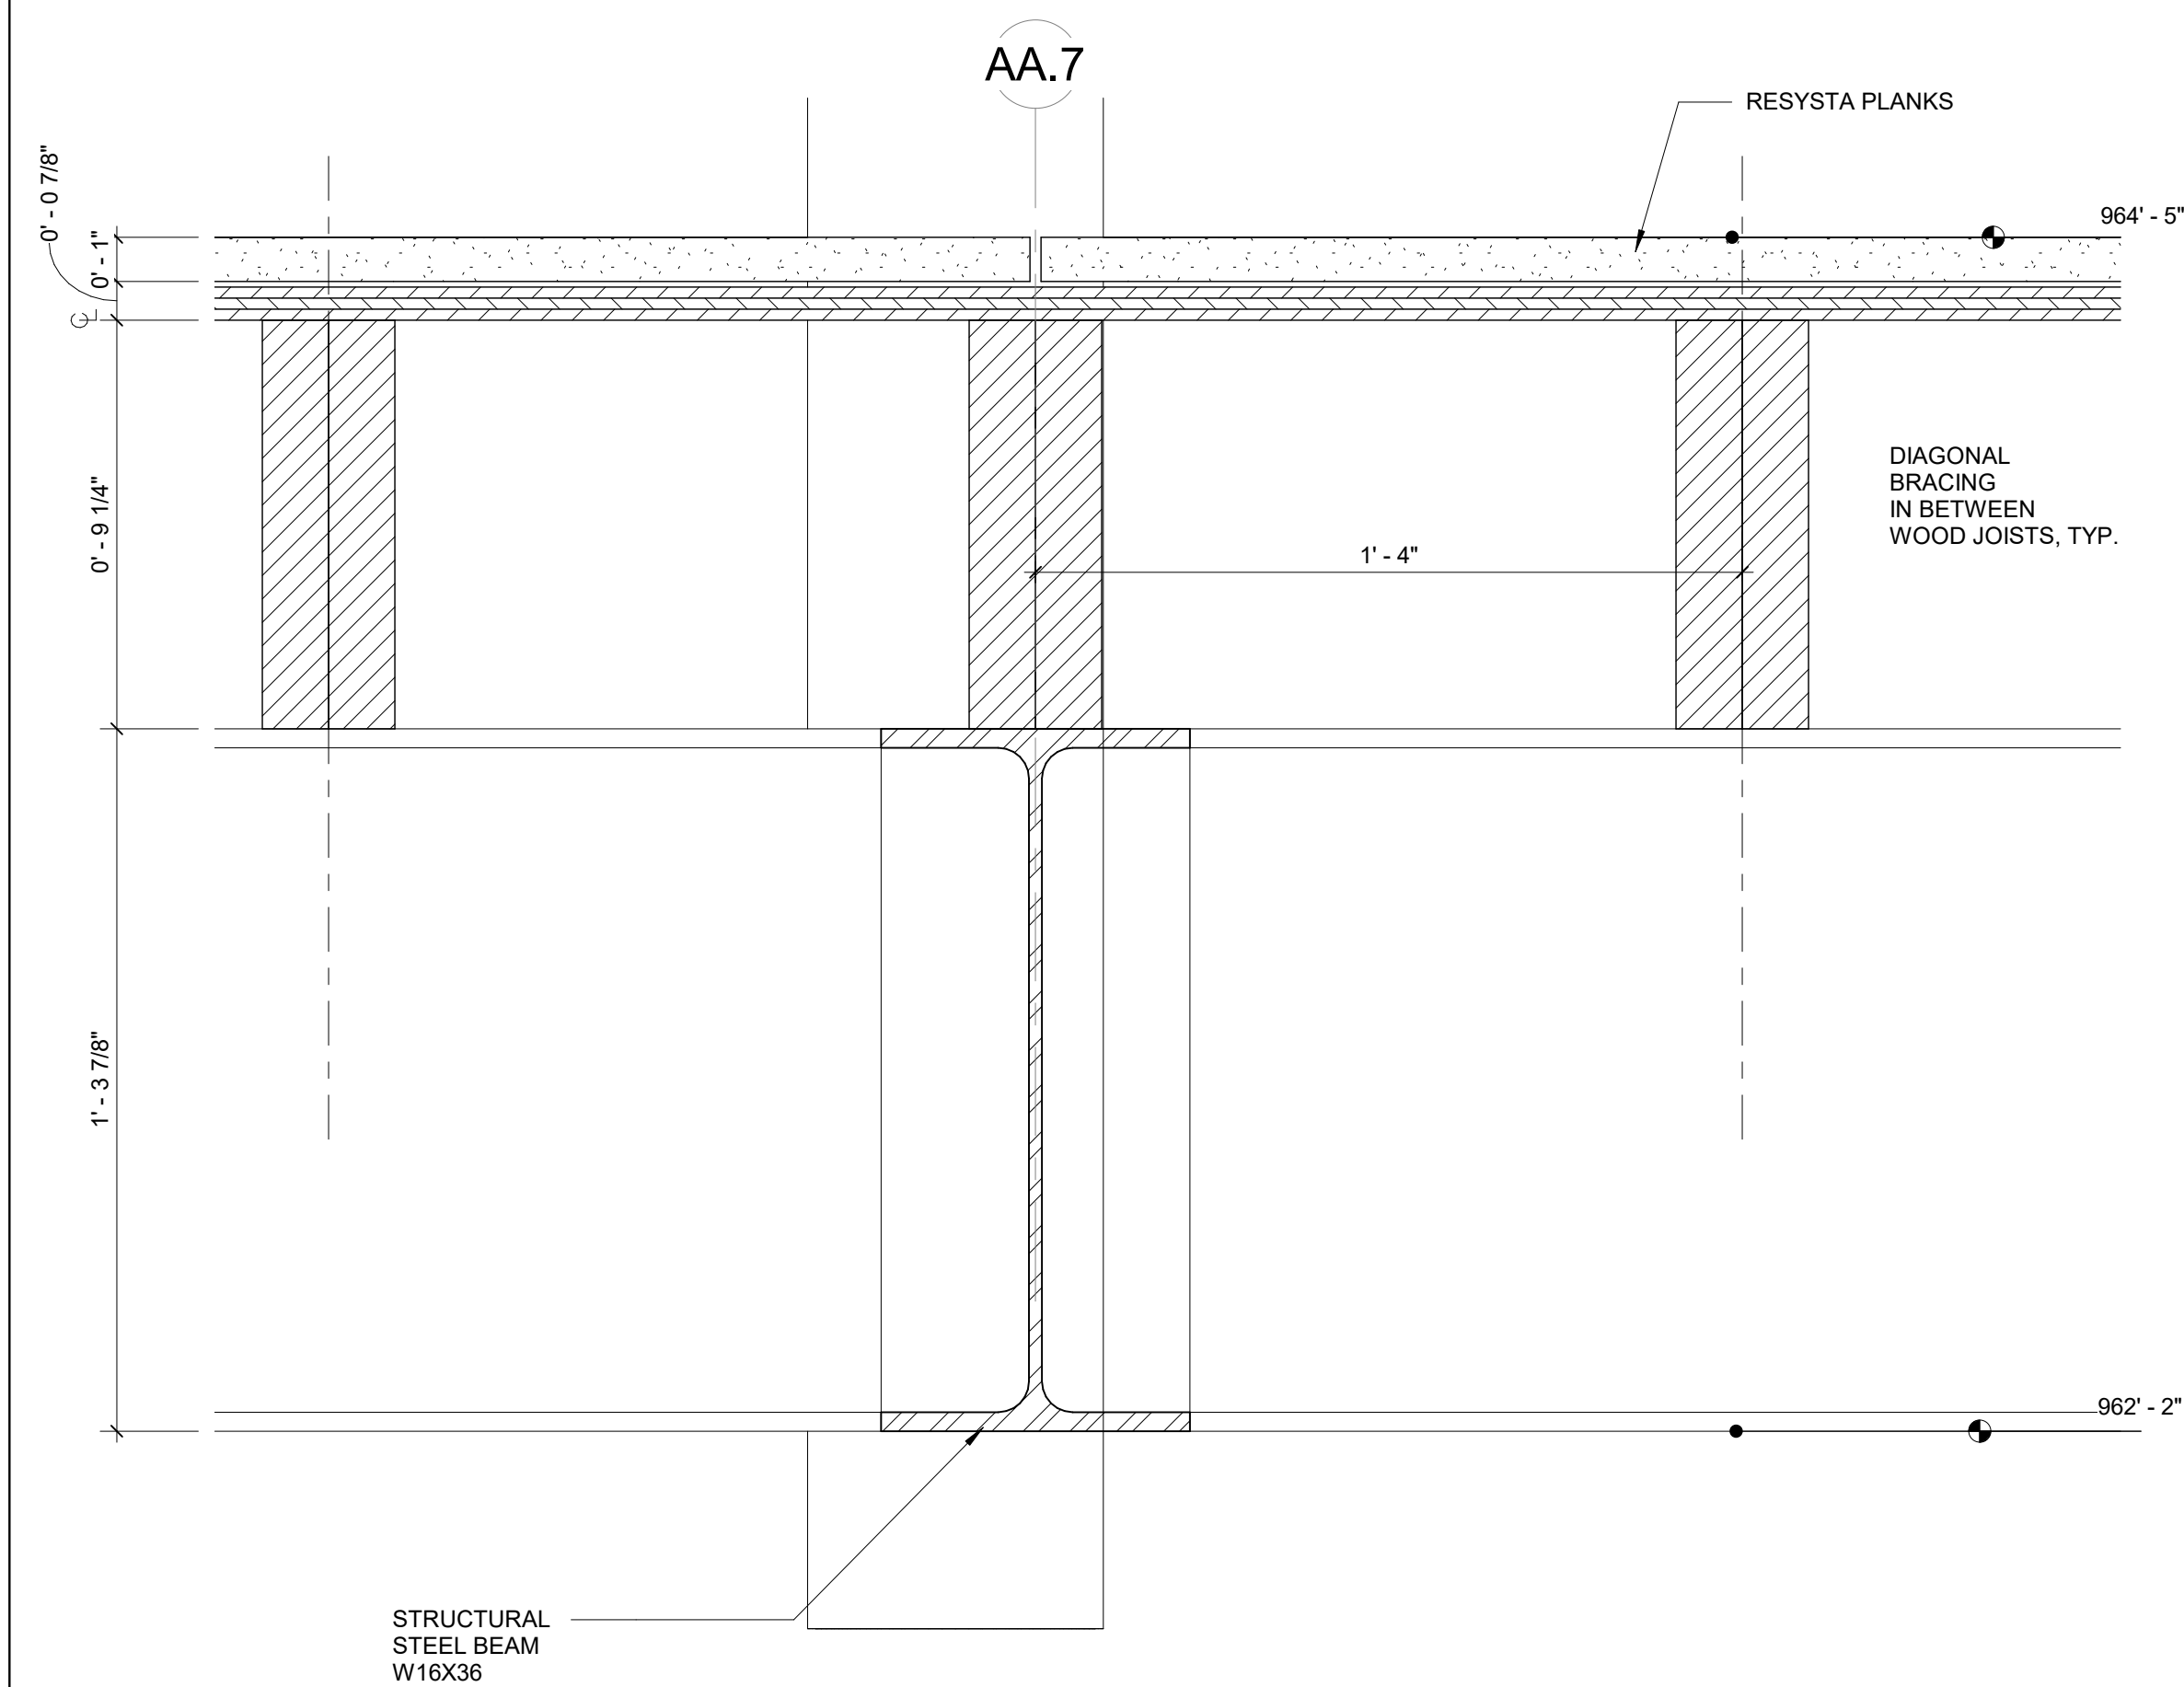 AA.7
RESYSTA PLANKS
0' - 0 7/8"
0' - 1"
964' - 5"
CL
0' - 9 1/4"
DIAGONAL
BRACING
IN BETWEEN
WOOD JOISTS, TYP.
1' - 4"
1' - 3 7/8"
962' - 2"
STRUCTURAL
STEEL BEAM
W16X36